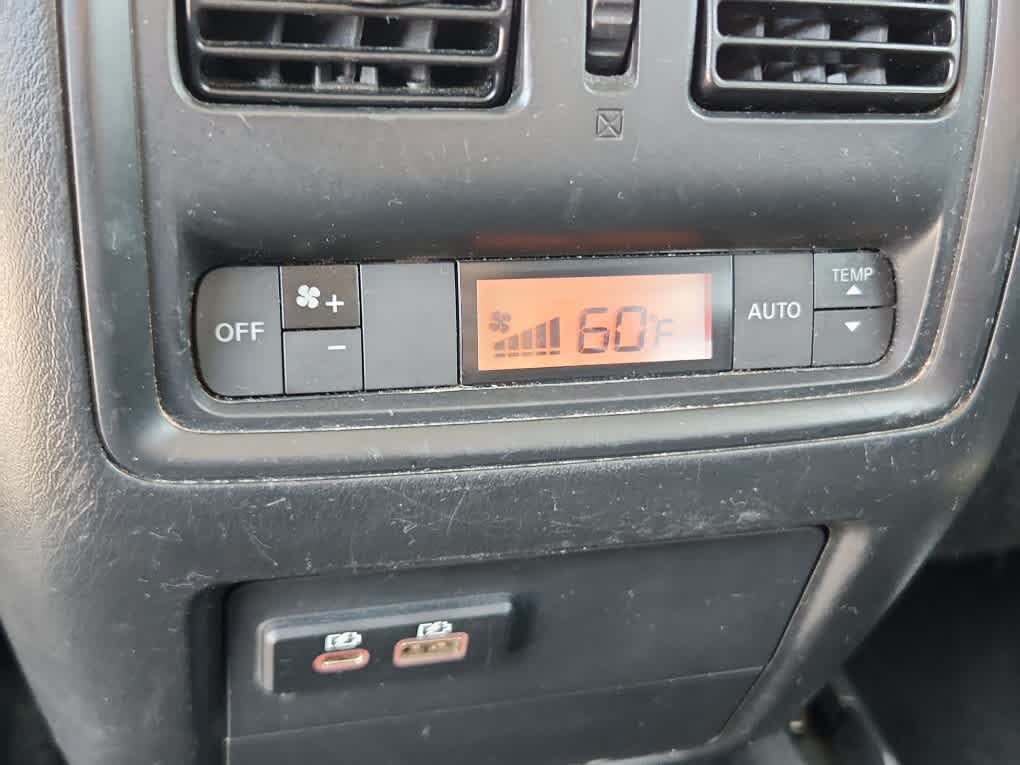 OFF
+
-
60°F
AUTO
TEMP